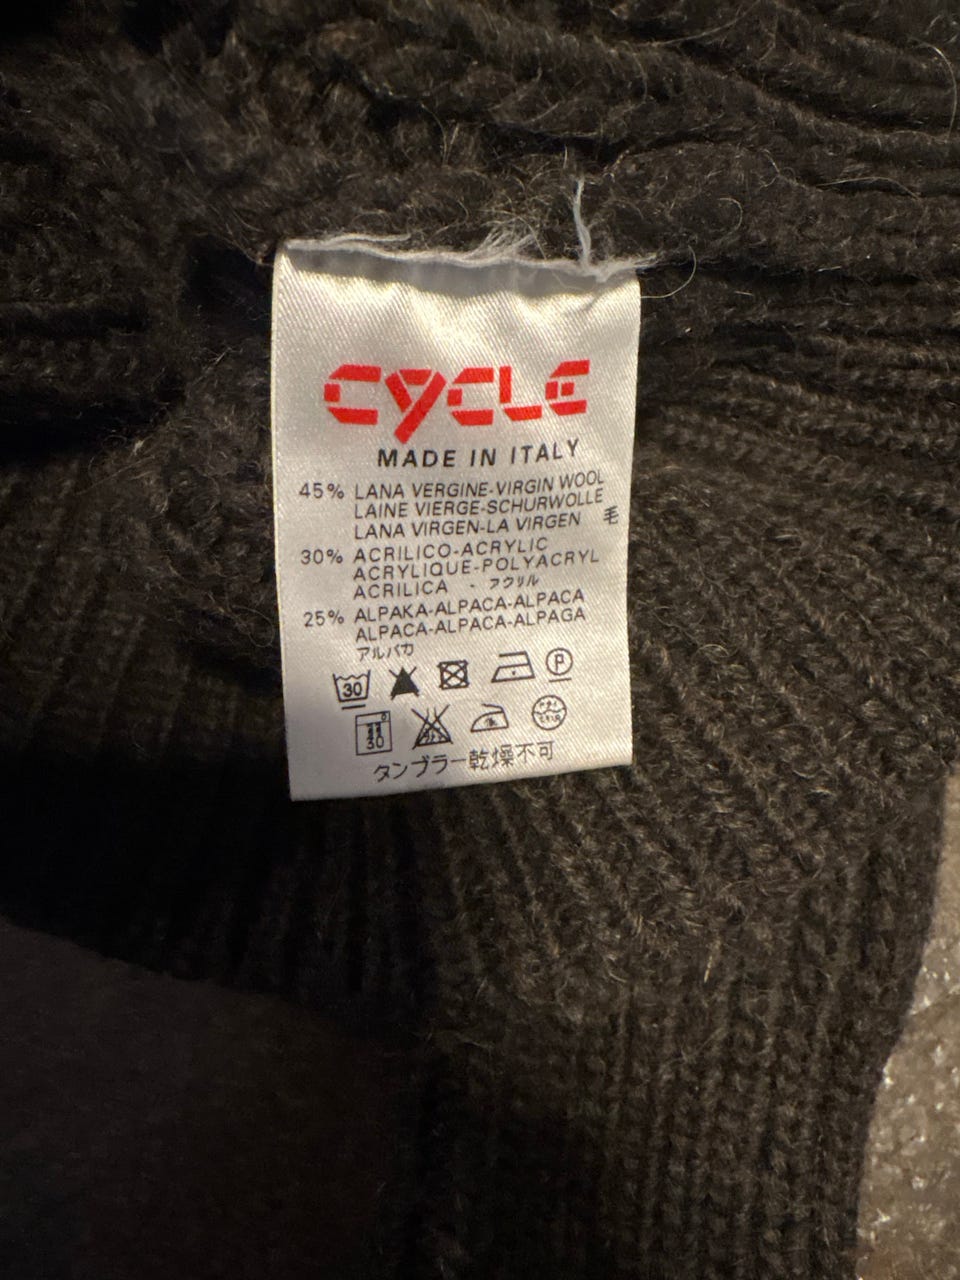 CYCLE
MADE IN ITALY
45% LANA VERGINE-VIRGIN WOOL
LAINE VIERGE-SCHURWOLLE
LANA VIRGEN-LA VIRGEN 毛
30% ACRILICO-ACRYLIC
ACRYLIQUE-POLYACRYL
ACRILICA - アクリル
25% ALPAKA-ALPACA-ALPACA
ALPACA-ALPACA-ALPAGA
アルパカ
30 P
30
タンブラー乾燥不可